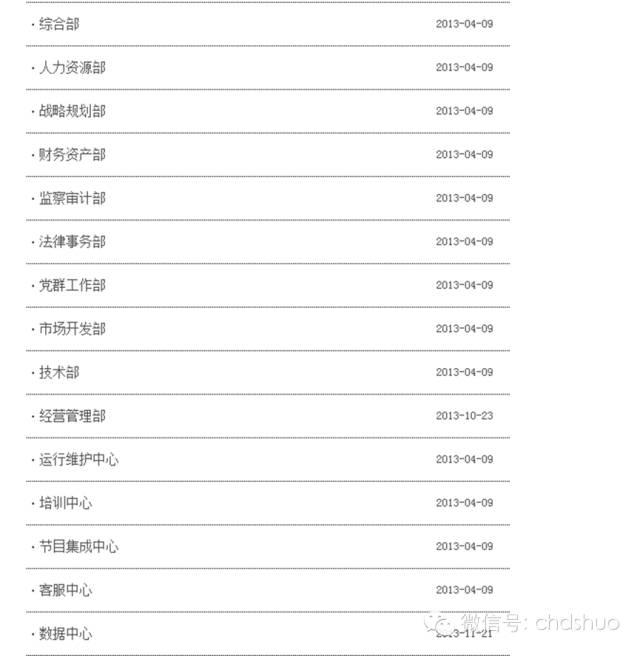 · 综合部 2013-04-09
· 人力资源部 2013-04-09
· 战略规划部 2013-04-09
· 财务资产部 2013-04-09
· 监察审计部 2013-04-09
· 法律事务部 2013-04-09
· 党群工作部 2013-04-09
· 市场开发部 2013-04-09
· 技术部 2013-04-09
· 经营管理部 2013-10-23
· 运行维护中心 2013-04-09
· 培训中心 2013-04-09
· 节目集成中心 2013-04-09
· 客服中心 2013-04-09
· 数据中心 2013-11-21
微信号: chdshuo